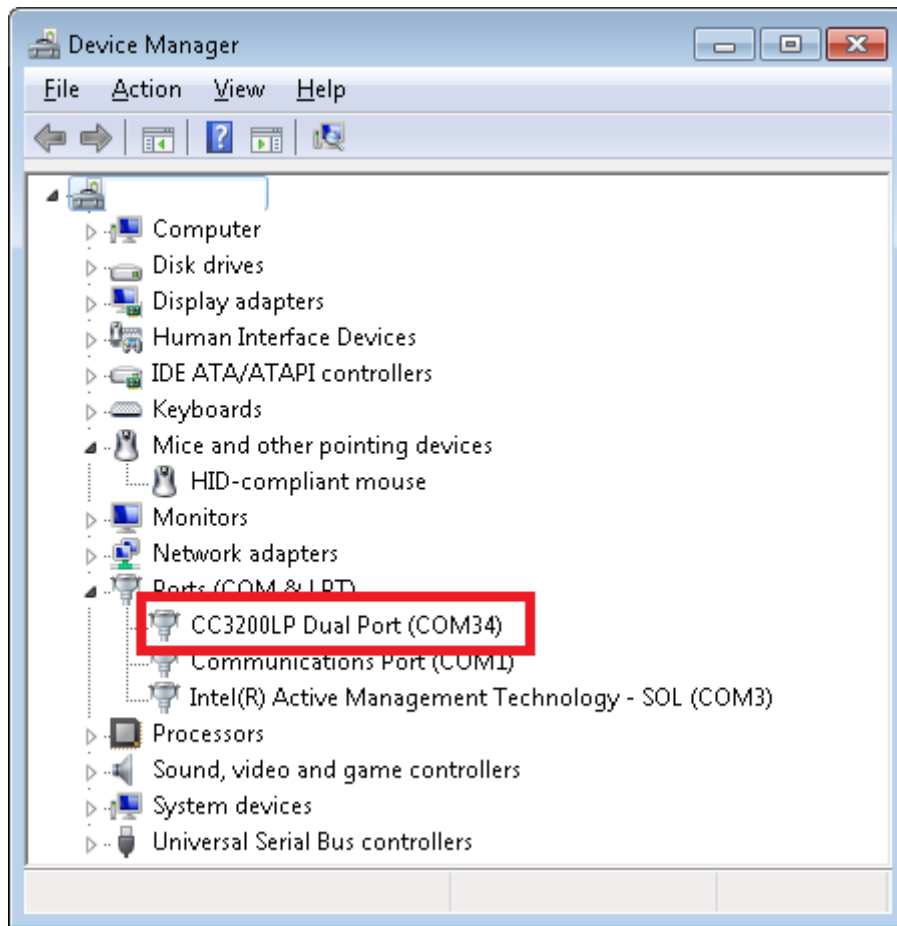 Device Manager
File Action View Help
Computer
Disk drives
Display adapters
Human Interface Devices
IDE ATA/ATAPI controllers
Keyboards
Mice and other pointing devices
HID-compliant mouse
Monitors
Network adapters
Ports (COM & LPT)
CC3200LP Dual Port (COM34)
Communications Port (COM1)
Intel(R) Active Management Technology - SOL (COM3)
Processors
Sound, video and game controllers
System devices
Universal Serial Bus controllers